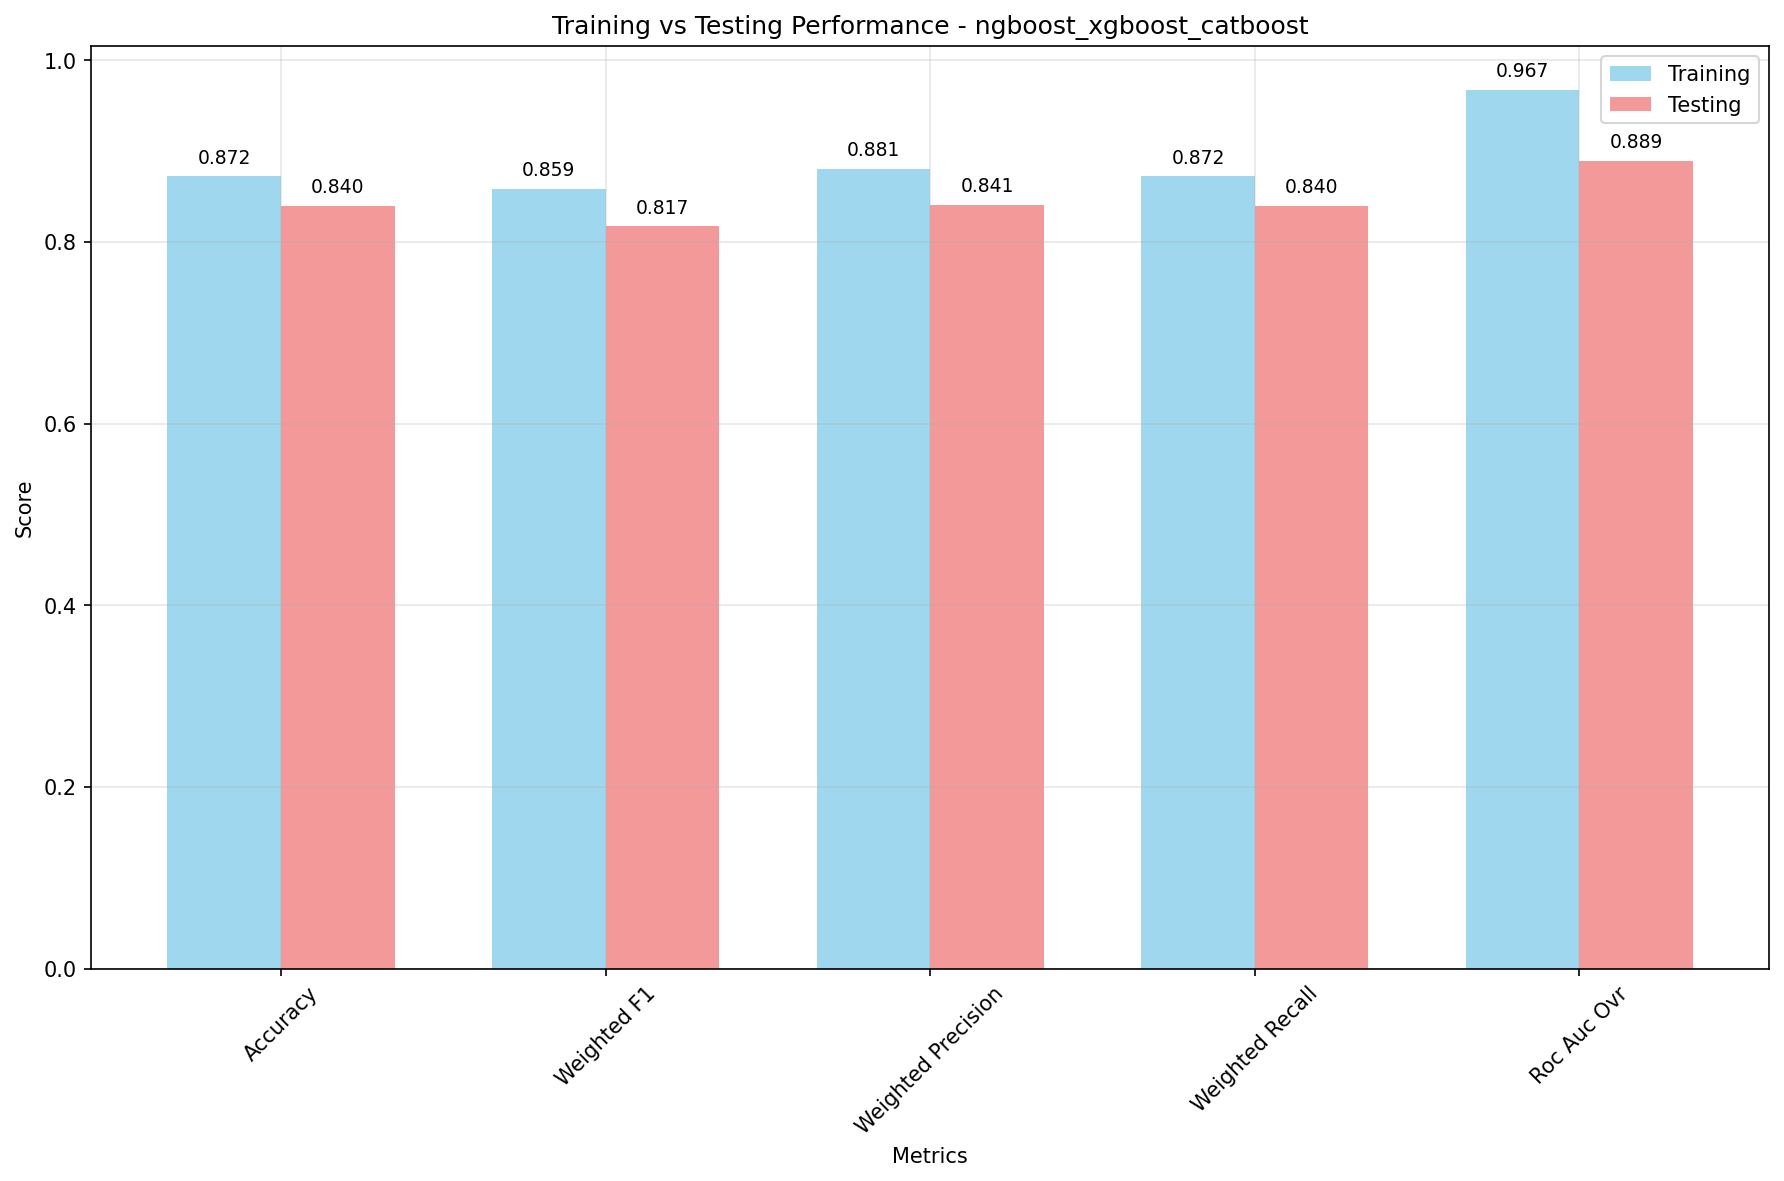 Training vs Testing Performance - ngboost_xgboost_catboost
Training
Testing
0.872
0.840
0.859
0.817
0.881
0.841
0.872
0.840
0.967
0.889
1.0
0.8
0.6
0.4
0.2
0.0
Score
Accuracy
Weighted F1
Weighted Precision
Weighted Recall
Roc Auc Ovr
Metrics